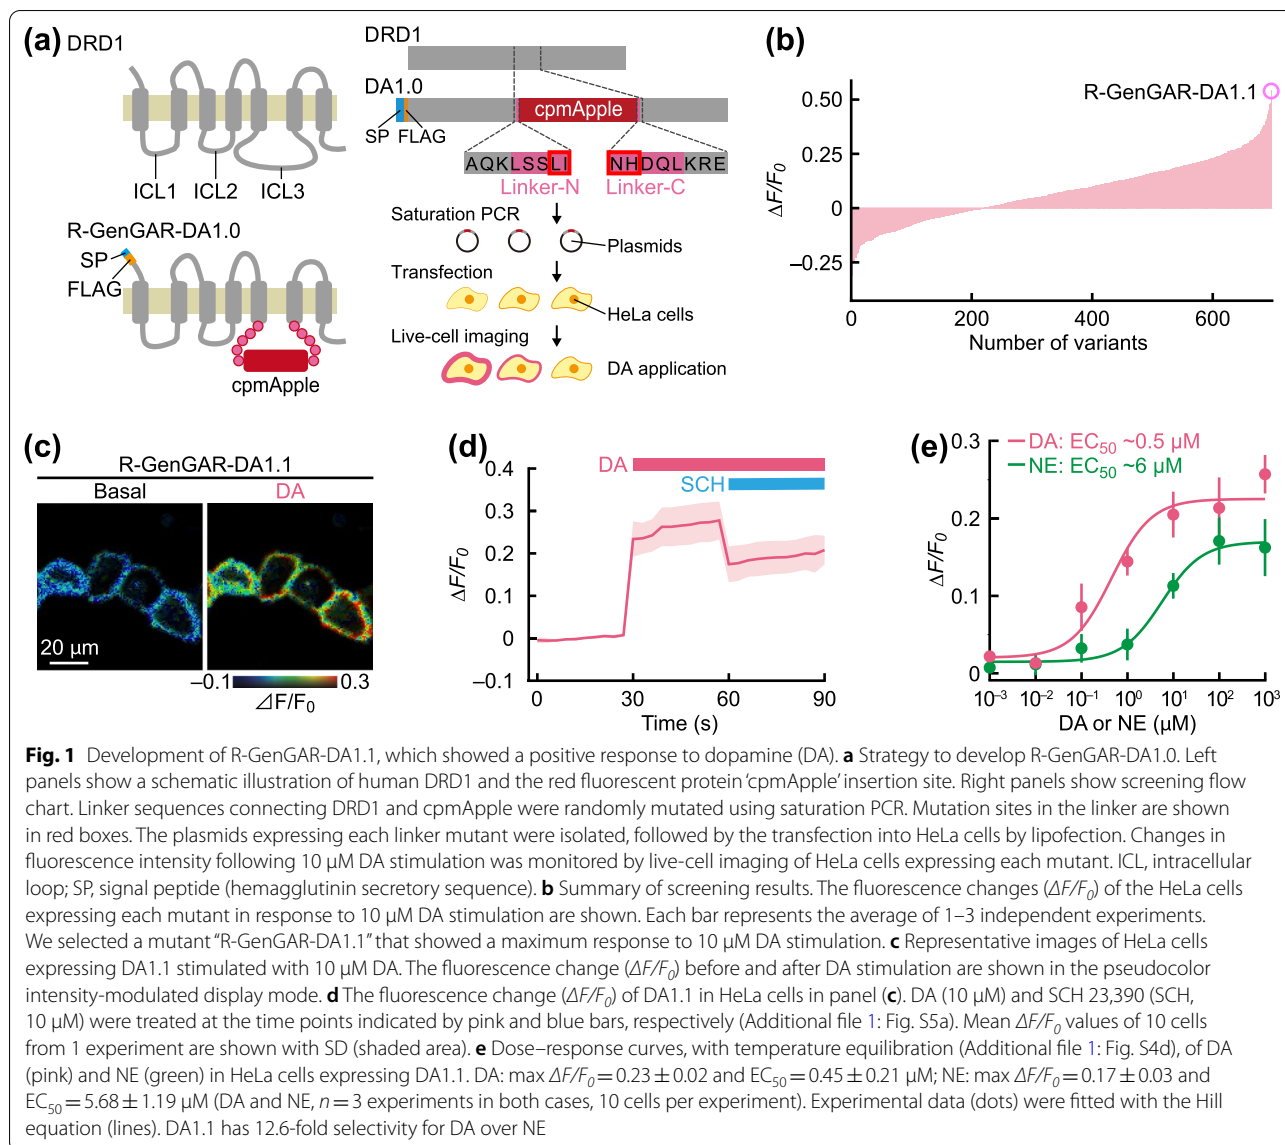 (a)
DRD1
ICL1 ICL2 ICL3
R-GenGAR-DA1.0
SP
FLAG
cpmApple
DRD1
DA1.0
cpmApple
SP FLAG
AQKLSSLI NHDQLKRE
Linker-N Linker-C
Saturation PCR
Plasmids
Transfection
HeLa cells
Live-cell imaging
DA application
(b)
R-GenGAR-DA1.1
0.50
0.25
0
−0.25
ΔF/F0
0 200 400 600
Number of variants
(c)
R-GenGAR-DA1.1
Basal DA
20 µm
−0.1 0.3
⊿F/F0
(d)
DA
SCH
0.4
0.3
0.2
0
−0.1
ΔF/F0
0 30 60 90
Time (s)
(e)
DA: EC50 ~0.5 µM
NE: EC50 ~6 µM
0.3
0.2
0.1
0
ΔF/F0
10⁻³ 10⁻² 10⁻¹ 10⁰ 10¹ 10² 10³
DA or NE (µM)
Fig. 1 Development of R-GenGAR-DA1.1, which showed a positive response to dopamine (DA). a Strategy to develop R-GenGAR-DA1.0. Left
panels show a schematic illustration of human DRD1 and the red fluorescent protein ‘cpmApple’ insertion site. Right panels show screening flow
chart. Linker sequences connecting DRD1 and cpmApple were randomly mutated using saturation PCR. Mutation sites in the linker are shown
in red boxes. The plasmids expressing each linker mutant were isolated, followed by the transfection into HeLa cells by lipofection. Changes in
fluorescence intensity following 10 µM DA stimulation was monitored by live-cell imaging of HeLa cells expressing each mutant. ICL, intracellular
loop; SP, signal peptide (hemagglutinin secretory sequence). b Summary of screening results. The fluorescence changes (ΔF/F0) of the HeLa cells
expressing each mutant in response to 10 µM DA stimulation are shown. Each bar represents the average of 1–3 independent experiments.
We selected a mutant “R-GenGAR-DA1.1” that showed a maximum response to 10 µM DA stimulation. c Representative images of HeLa cells
expressing DA1.1 stimulated with 10 µM DA. The fluorescence change (ΔF/F0) before and after DA stimulation are shown in the pseudocolor
intensity-modulated display mode. d The fluorescence change (ΔF/F0) of DA1.1 in HeLa cells in panel (c). DA (10 µM) and SCH 23,390 (SCH,
10 µM) were treated at the time points indicated by pink and blue bars, respectively (Additional file 1: Fig. S5a). Mean ΔF/F0 values of 10 cells
from 1 experiment are shown with SD (shaded area). e Dose–response curves, with temperature equilibration (Additional file 1: Fig. S4d), of DA
(pink) and NE (green) in HeLa cells expressing DA1.1. DA: max ΔF/F0 = 0.23 ± 0.02 and EC50 = 0.45 ± 0.21 µM; NE: max ΔF/F0 = 0.17 ± 0.03 and
EC50 = 5.68 ± 1.19 µM (DA and NE, n = 3 experiments in both cases, 10 cells per experiment). Experimental data (dots) were fitted with the Hill
equation (lines). DA1.1 has 12.6-fold selectivity for DA over NE